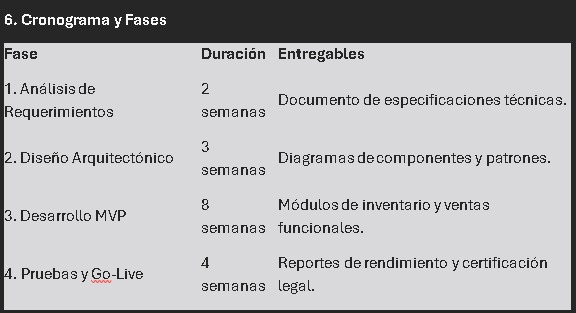 6. Cronograma y Fases
Fase Duración Entregables
1. Análisis de Requerimientos 2 semanas Documento de especificaciones técnicas.
2. Diseño Arquitectónico 3 semanas Diagramas de componentes y patrones.
3. Desarrollo MVP 8 semanas Módulos de inventario y ventas funcionales.
4. Pruebas y Go-Live 4 semanas Reportes de rendimiento y certificación legal.